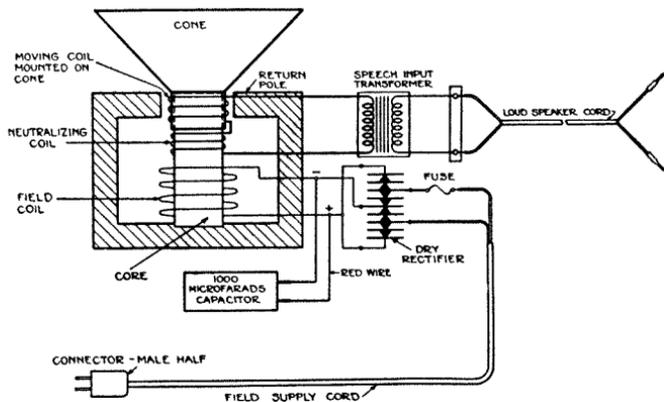 CONE
MOVING COIL
MOUNTED ON
CONE
RETURN
POLE
SPEECH INPUT
TRANSFORMER
NEUTRALIZING
COIL
LOUD SPEAKER CORD
FIELD
COIL
-
+
FUSE
CORE
1000
MICROFARADS
CAPACITOR
RED WIRE
DRY
RECTIFIER
CONNECTOR - MALE HALF
FIELD SUPPLY CORD